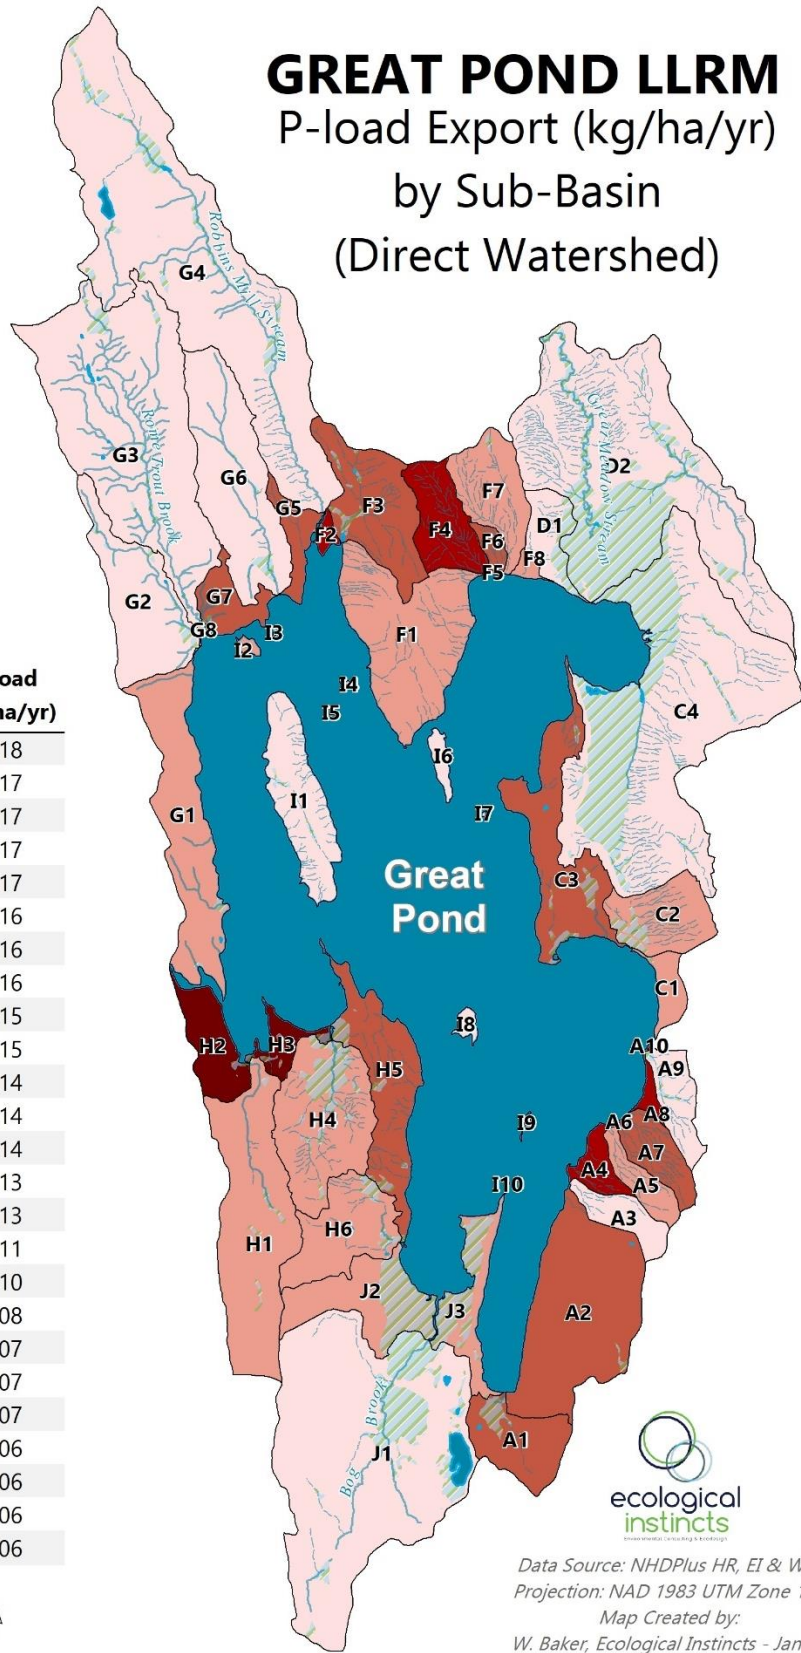 GREAT POND LLRM
P-load Export (kg/ha/yr)
by Sub-Basin
(Direct Watershed)
G4
Robbins Mill Stream
G3
Rome Trout Brook
G6
G5
F2
F3
F4
F7
F6
F5
F8
D1
D2
Great Meadow Stream
G2
G7
G8
I3
I2
F1
I4
I5
C4
oad
ha/yr)
18
17
17
17
17
16
16
16
15
15
14
14
14
13
13
11
10
08
07
07
07
06
06
06
06
I6
I1
G1
I7
Great
Pond
C3
C2
C1
I8
H2
H3
H5
A10
A9
A8
H4
I9
A6
A7
A4
A5
I10
A3
H1
H6
J2
J3
A2
A1
J1
Bog Brook
ecological
instincts
Data Source: NHDPlus HR, EI & W
Projection: NAD 1983 UTM Zone 1
Map Created by:
W. Baker, Ecological Instincts - Jan